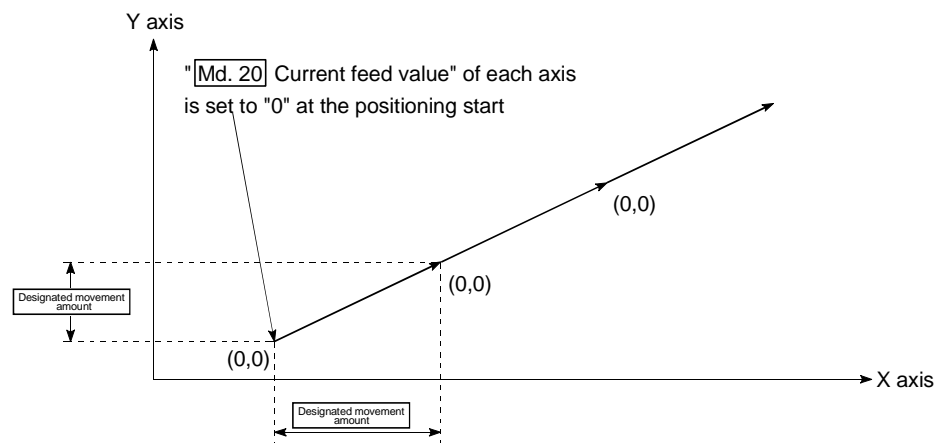 Y axis
" Md. 20 Current feed value" of each axis
is set to "0" at the positioning start
(0,0)
(0,0)
Designated movement
amount
(0,0)
X axis
Designated movement
amount